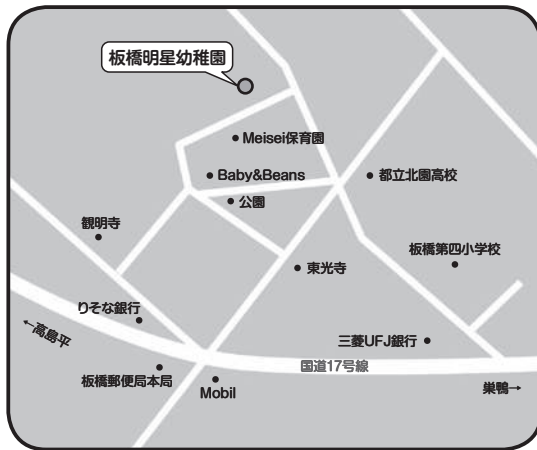 板橋明星幼稚園
Meisei保育園
Baby&Beans
都立北園高校
公園
観明寺
板橋第四小学校
東光寺
りそな銀行
←高島平
三菱UFJ銀行
国道17号線
板橋郵便局本局
Mobil
巣鴨→